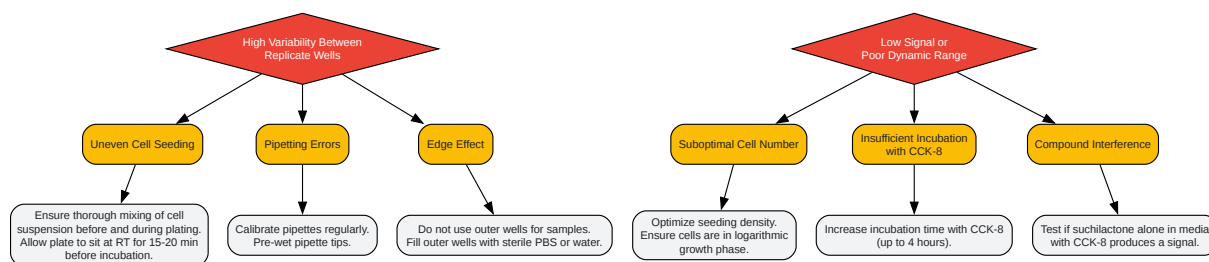 High Variability Between
Replicate Wells
Low Signal or
Poor Dynamic Range
Uneven Cell Seeding
Pipetting Errors
Edge Effect
Suboptimal Cell Number
Insufficient Incubation
with CCK-8
Compound Interference
Ensure thorough mixing of cell
suspension before and during plating.
Allow plate to sit at RT for 15-20 min
before incubation.
Calibrate pipettes regularly.
Pre-wet pipette tips.
Do not use outer wells for samples.
Fill outer wells with sterile PBS or water.
Optimize seeding density.
Ensure cells are in logarithmic
growth phase.
Increase incubation time with CCK-8
(up to 4 hours).
Test if suchilactone alone in media
with CCK-8 produces a signal.